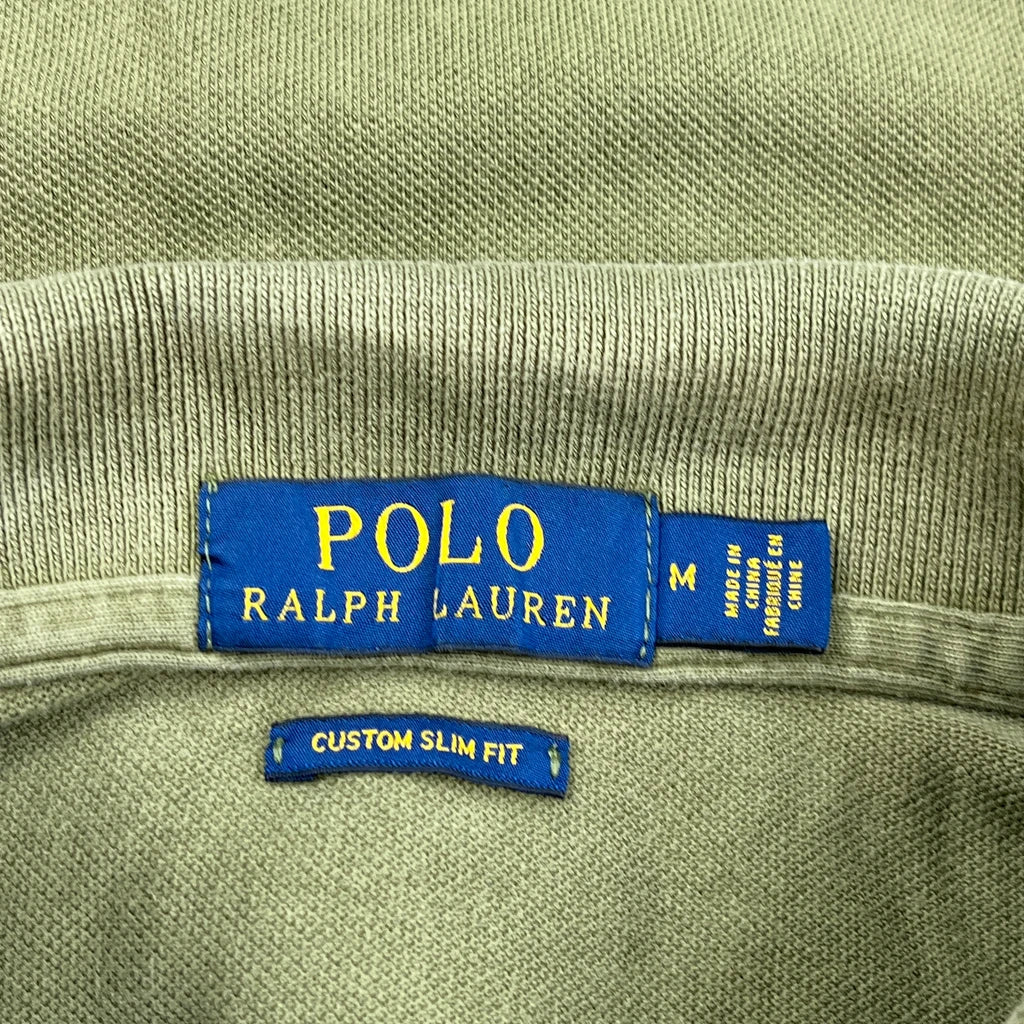 POLO
RALPH LAUREN
M
MADE IN
CHINA
FABRIQUÉ EN
CHINE
CUSTOM SLIM FIT